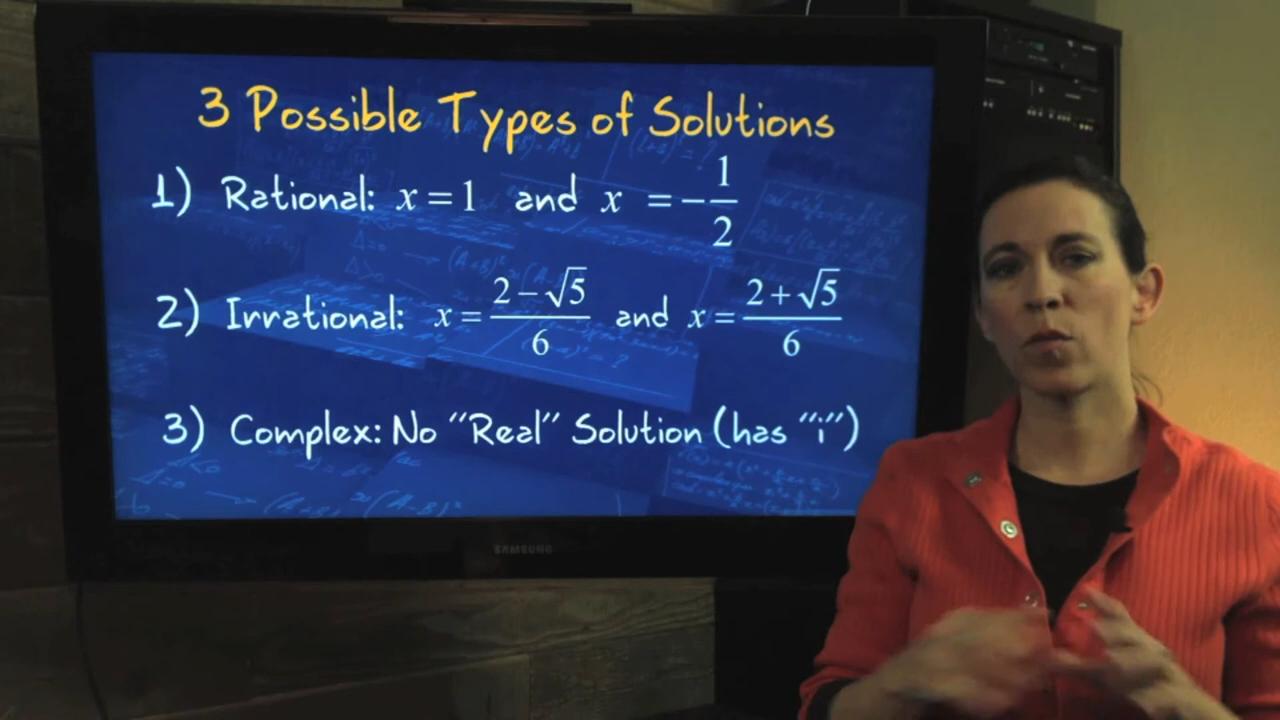 3 Possible Types of Solutions
1) Rational: x = 1 and x = -1/2
2) Irrational: x = (2 - √5)/6 and x = (2 + √5)/6
3) Complex: No "Real" Solution (has "i")
SAMSUNG